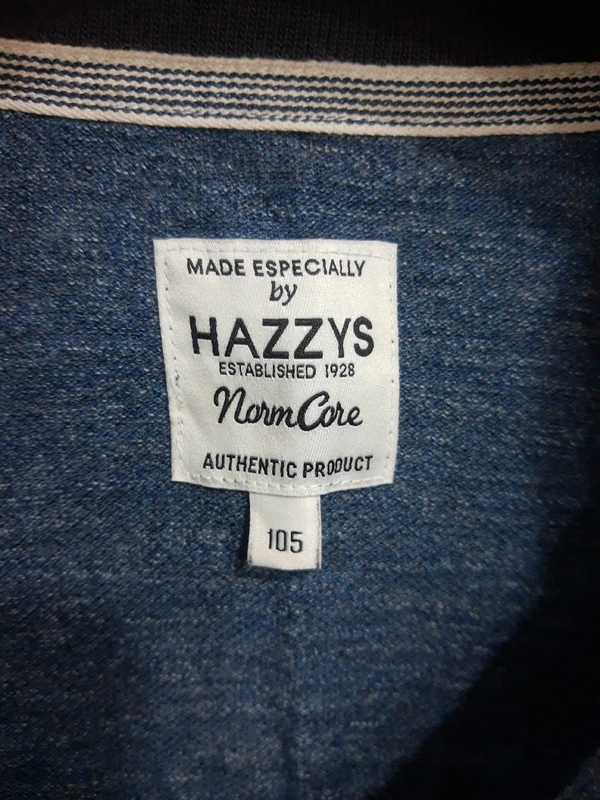 MADE ESPECIALLY
by
HAZZYS
ESTABLISHED 1928
NormCore
AUTHENTIC PRODUCT
105